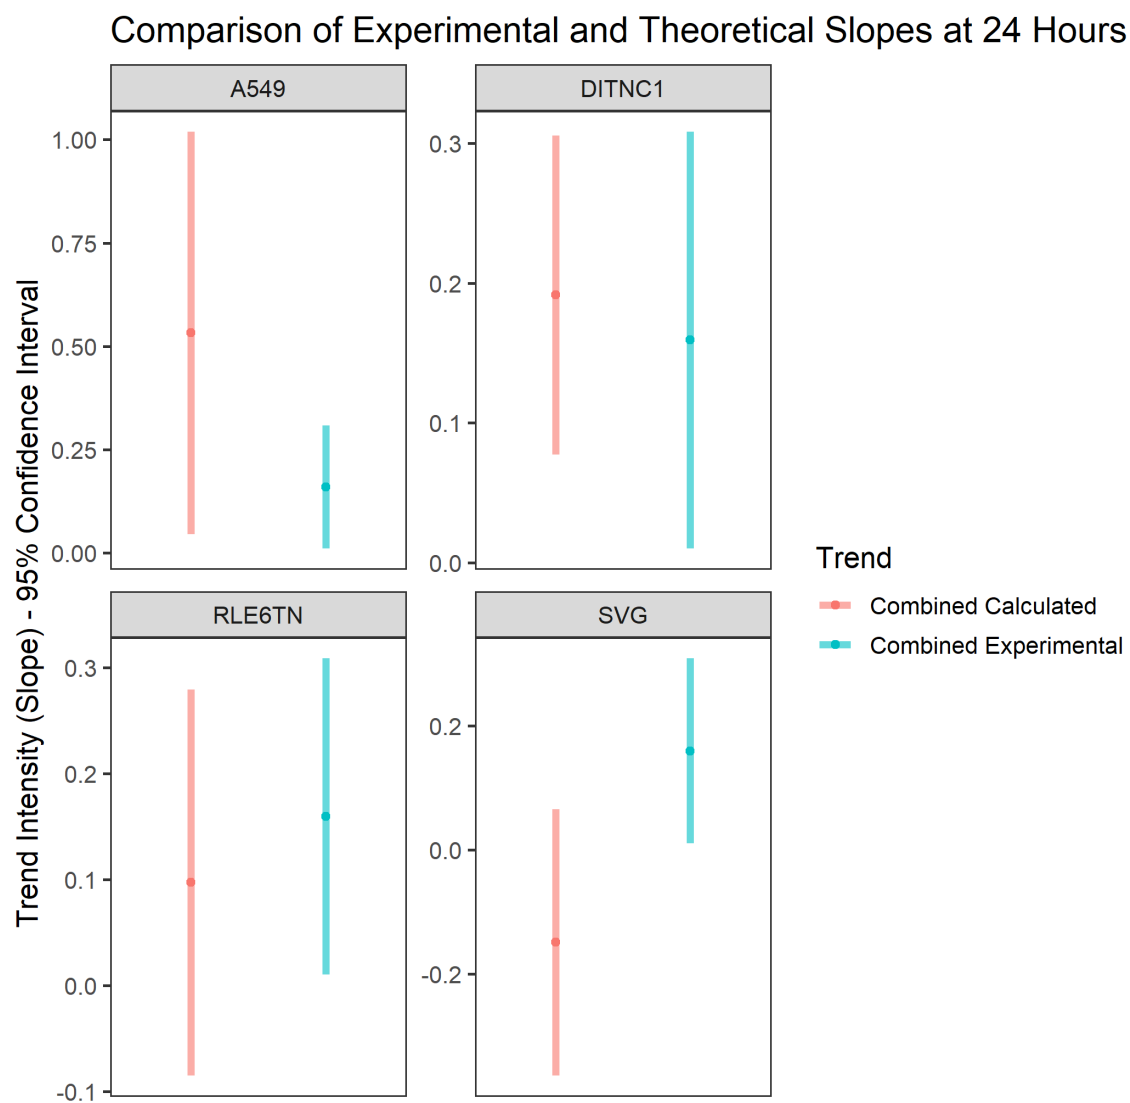 Comparison of Experimental and Theoretical Slopes at 24 Hours
Trend Intensity (Slope) - 95% Confidence Interval
A549
1.00
0.75
0.50
0.25
0.00
DITNC1
0.3
0.2
0.1
0.0
RLE6TN
0.3
0.2
0.1
0.0
-0.1
SVG
0.2
0.0
-0.2
Trend
Combined Calculated
Combined Experimental